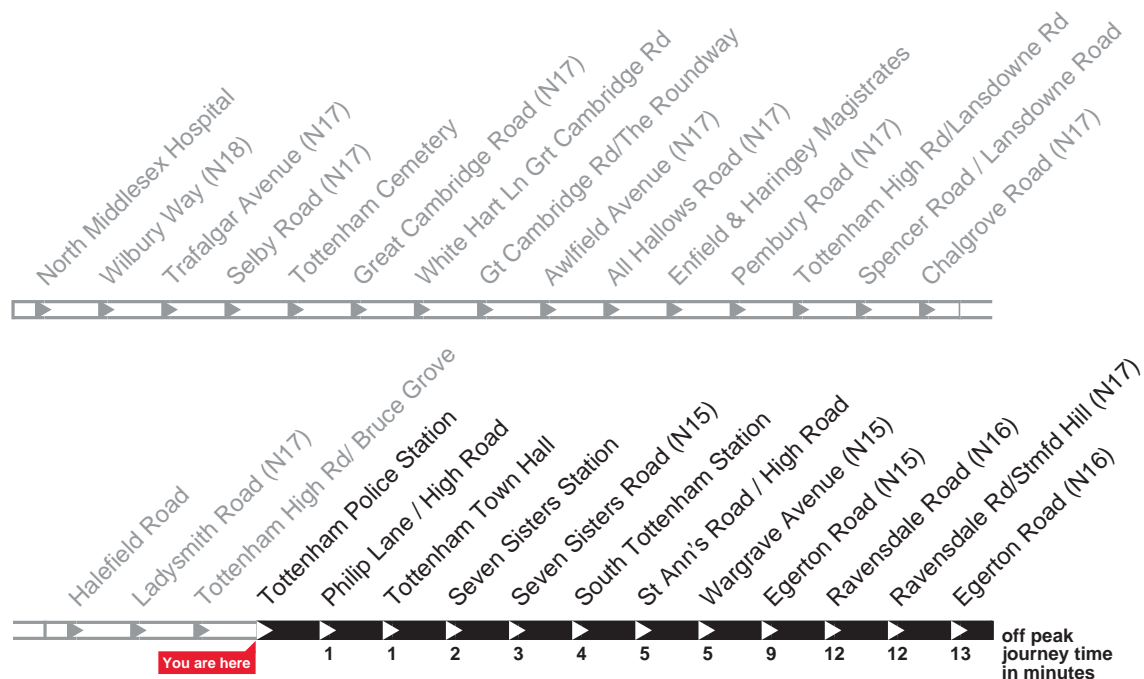 North Middlesex Hospital
Wilbury Way (N18)
Trafalgar Avenue (N17)
Selby Road (N17)
Tottenham Cemetery
Great Cambridge Road (N17)
White Hart Ln Grt Cambridge Rd
Gt Cambridge Rd/The Roundway
Awlfield Avenue (N17)
All Hallows Road (N17)
Enfield & Haringey Magistrates
Pembury Road (N17)
Tottenham High Rd/Lansdowne Rd
Spencer Road / Lansdowne Road
Chalgrove Road (N17)
Halefield Road
Ladysmith Road (N17)
Tottenham High Rd/ Bruce Grove
Tottenham Police Station
Philip Lane / High Road
Tottenham Town Hall
Seven Sisters Station
Seven Sisters Road (N15)
South Tottenham Station
St Ann's Road / High Road
Wargrave Avenue (N15)
Egerton Road (N15)
Ravensdale Road (N16)
Ravensdale Rd/Stmfd Hill (N17)
Egerton Road (N16)
You are here
1 1 2 3 4 5 5 9 12 12 13
off peak
journey time
in minutes